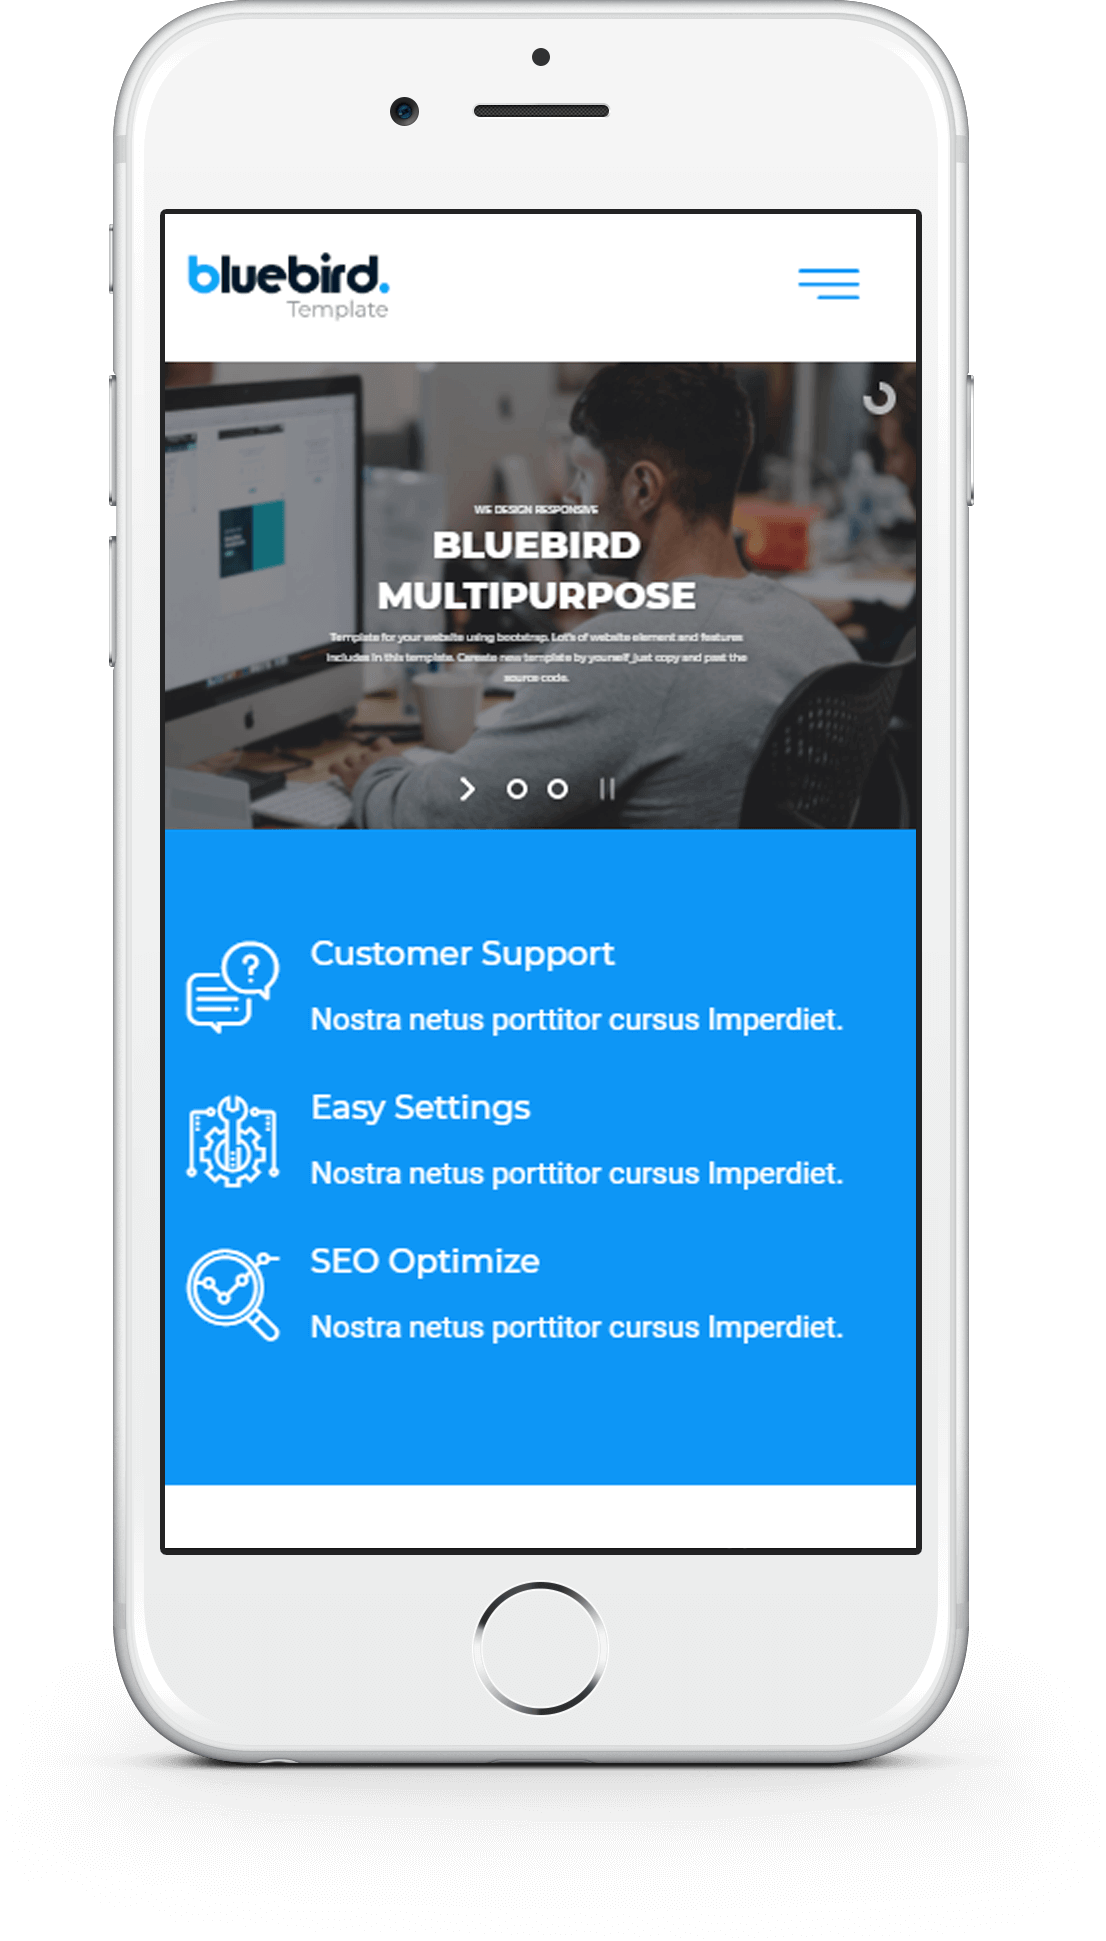 bluebird.
Template
WE DESIGN RESPONSIVE
BLUEBIRD
MULTIPURPOSE
Template for your website using bootstrap. Lot's of website element and features
includes in this template. Careate new template by yourself, just copy and past the
source code.
Customer Support
Nostra netus porttitor cursus Imperdiet.
Easy Settings
Nostra netus porttitor cursus Imperdiet.
SEO Optimize
Nostra netus porttitor cursus Imperdiet.